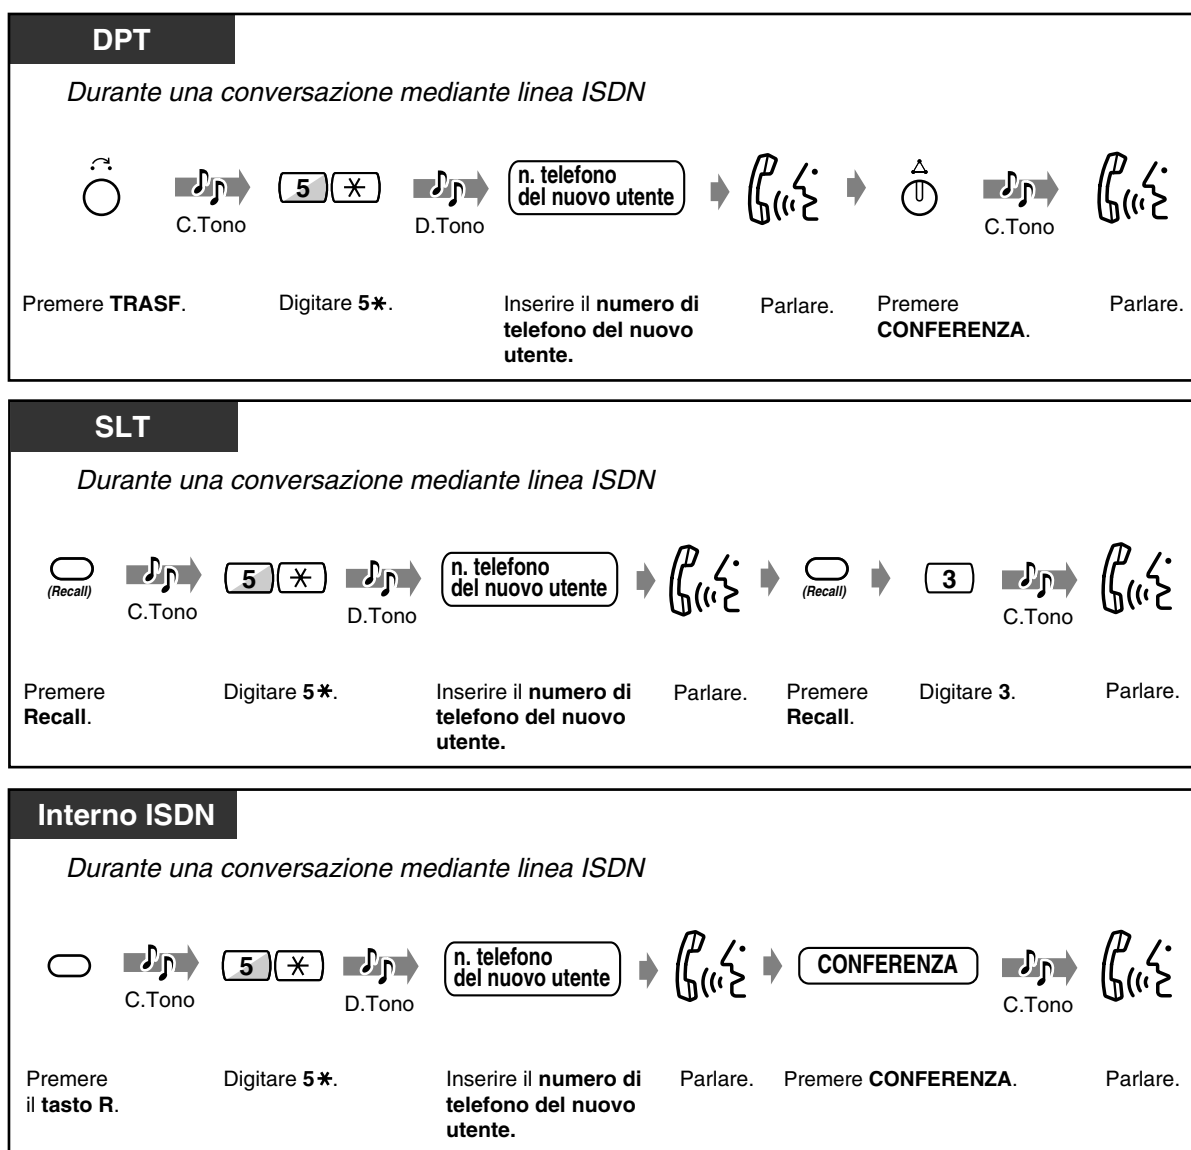 DPT
Durante una conversazione mediante linea ISDN
C.Tono
5 *
D.Tono
n. telefono
del nuovo utente
C.Tono
Premere TRASF.
Digitare 5*.
Inserire il numero di
telefono del nuovo
utente.
Parlare.
Premere
CONFERENZA.
Parlare.
SLT
Durante una conversazione mediante linea ISDN
(Recall)
C.Tono
5 *
D.Tono
n. telefono
del nuovo utente
(Recall)
3
C.Tono
Premere
Recall.
Digitare 5*.
Inserire il numero di
telefono del nuovo
utente.
Parlare.
Premere
Recall.
Digitare 3.
Parlare.
Interno ISDN
Durante una conversazione mediante linea ISDN
C.Tono
5 *
D.Tono
n. telefono
del nuovo utente
CONFERENZA
C.Tono
Premere
il tasto R.
Digitare 5*.
Inserire il numero di
telefono del nuovo
utente.
Parlare.
Premere CONFERENZA.
Parlare.